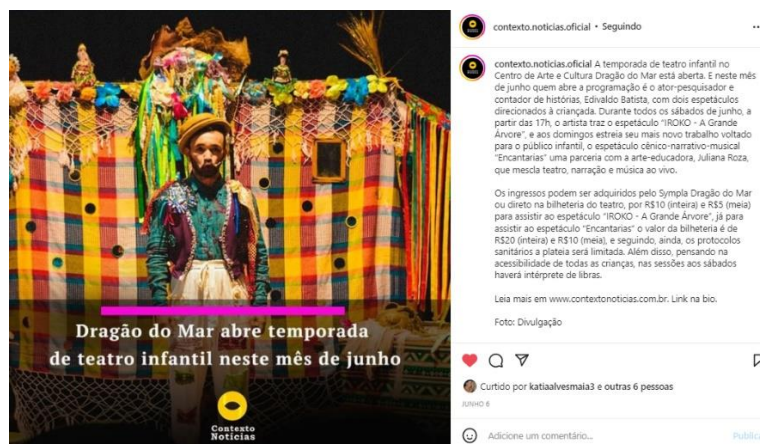 Dragão do Mar abre temporada
de teatro infantil neste mês de junho
Contexto
Notícias
contexto.noticias.oficial • Seguindo
contexto.noticias.oficial A temporada de teatro infantil no
Centro de Arte e Cultura Dragão do Mar está aberta. E neste mês
de junho quem abre a programação é o ator-pesquisador e
contador de histórias, Edivaldo Batista, com dois espetáculos
direcionados à criançada. Durante todos os sábados de junho, a
partir das 17h, o artista traz o espetáculo "IROKO - A Grande
Árvore", e aos domingos estreia seu mais novo trabalho voltado
para o público infantil, o espetáculo cênico-narrativo-musical
"Encantarias" uma parceria com a arte-educadora, Juliana Roza,
que mescla teatro, narração e música ao vivo.
Os ingressos podem ser adquiridos pelo Sympla Dragão do Mar
ou direto na bilheteria do teatro, por R$10 (inteira) e R$5 (meia)
para assistir ao espetáculo "IROKO - A Grande Árvore", já para
assistir ao espetáculo "Encantarias" o valor da bilheteria é de
R$20 (inteira) e R$10 (meia), e seguindo, ainda, os protocolos
sanitários a plateia será limitada. Além disso, pensando na
acessibilidade de todas as crianças, nas sessões aos sábados
haverá intérprete de libras.
Leia mais em www.contextonoticias.com.br. Link na bio.
Foto: Divulgação
Curtido por katiaalvesmaia3 e outras 6 pessoas
JUNHO 6
Adicione um comentário...
Public